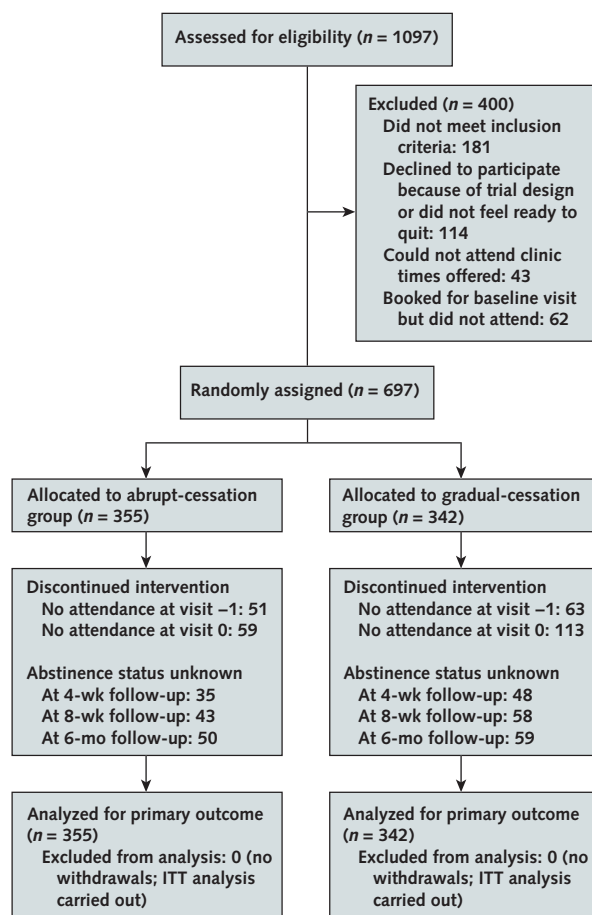 Assessed for eligibility (n = 1097)
Excluded (n = 400)
Did not meet inclusion
criteria: 181
Declined to participate
because of trial design
or did not feel ready to
quit: 114
Could not attend clinic
times offered: 43
Booked for baseline visit
but did not attend: 62
Randomly assigned (n = 697)
Allocated to abrupt-cessation
group (n = 355)
Allocated to gradual-cessation
group (n = 342)
Discontinued intervention
No attendance at visit –1: 51
No attendance at visit 0: 59
Abstinence status unknown
At 4-wk follow-up: 35
At 8-wk follow-up: 43
At 6-mo follow-up: 50
Discontinued intervention
No attendance at visit –1: 63
No attendance at visit 0: 113
Abstinence status unknown
At 4-wk follow-up: 48
At 8-wk follow-up: 58
At 6-mo follow-up: 59
Analyzed for primary outcome
(n = 355)
Excluded from analysis: 0 (no
withdrawals; ITT analysis
carried out)
Analyzed for primary outcome
(n = 342)
Excluded from analysis: 0 (no
withdrawals; ITT analysis
carried out)